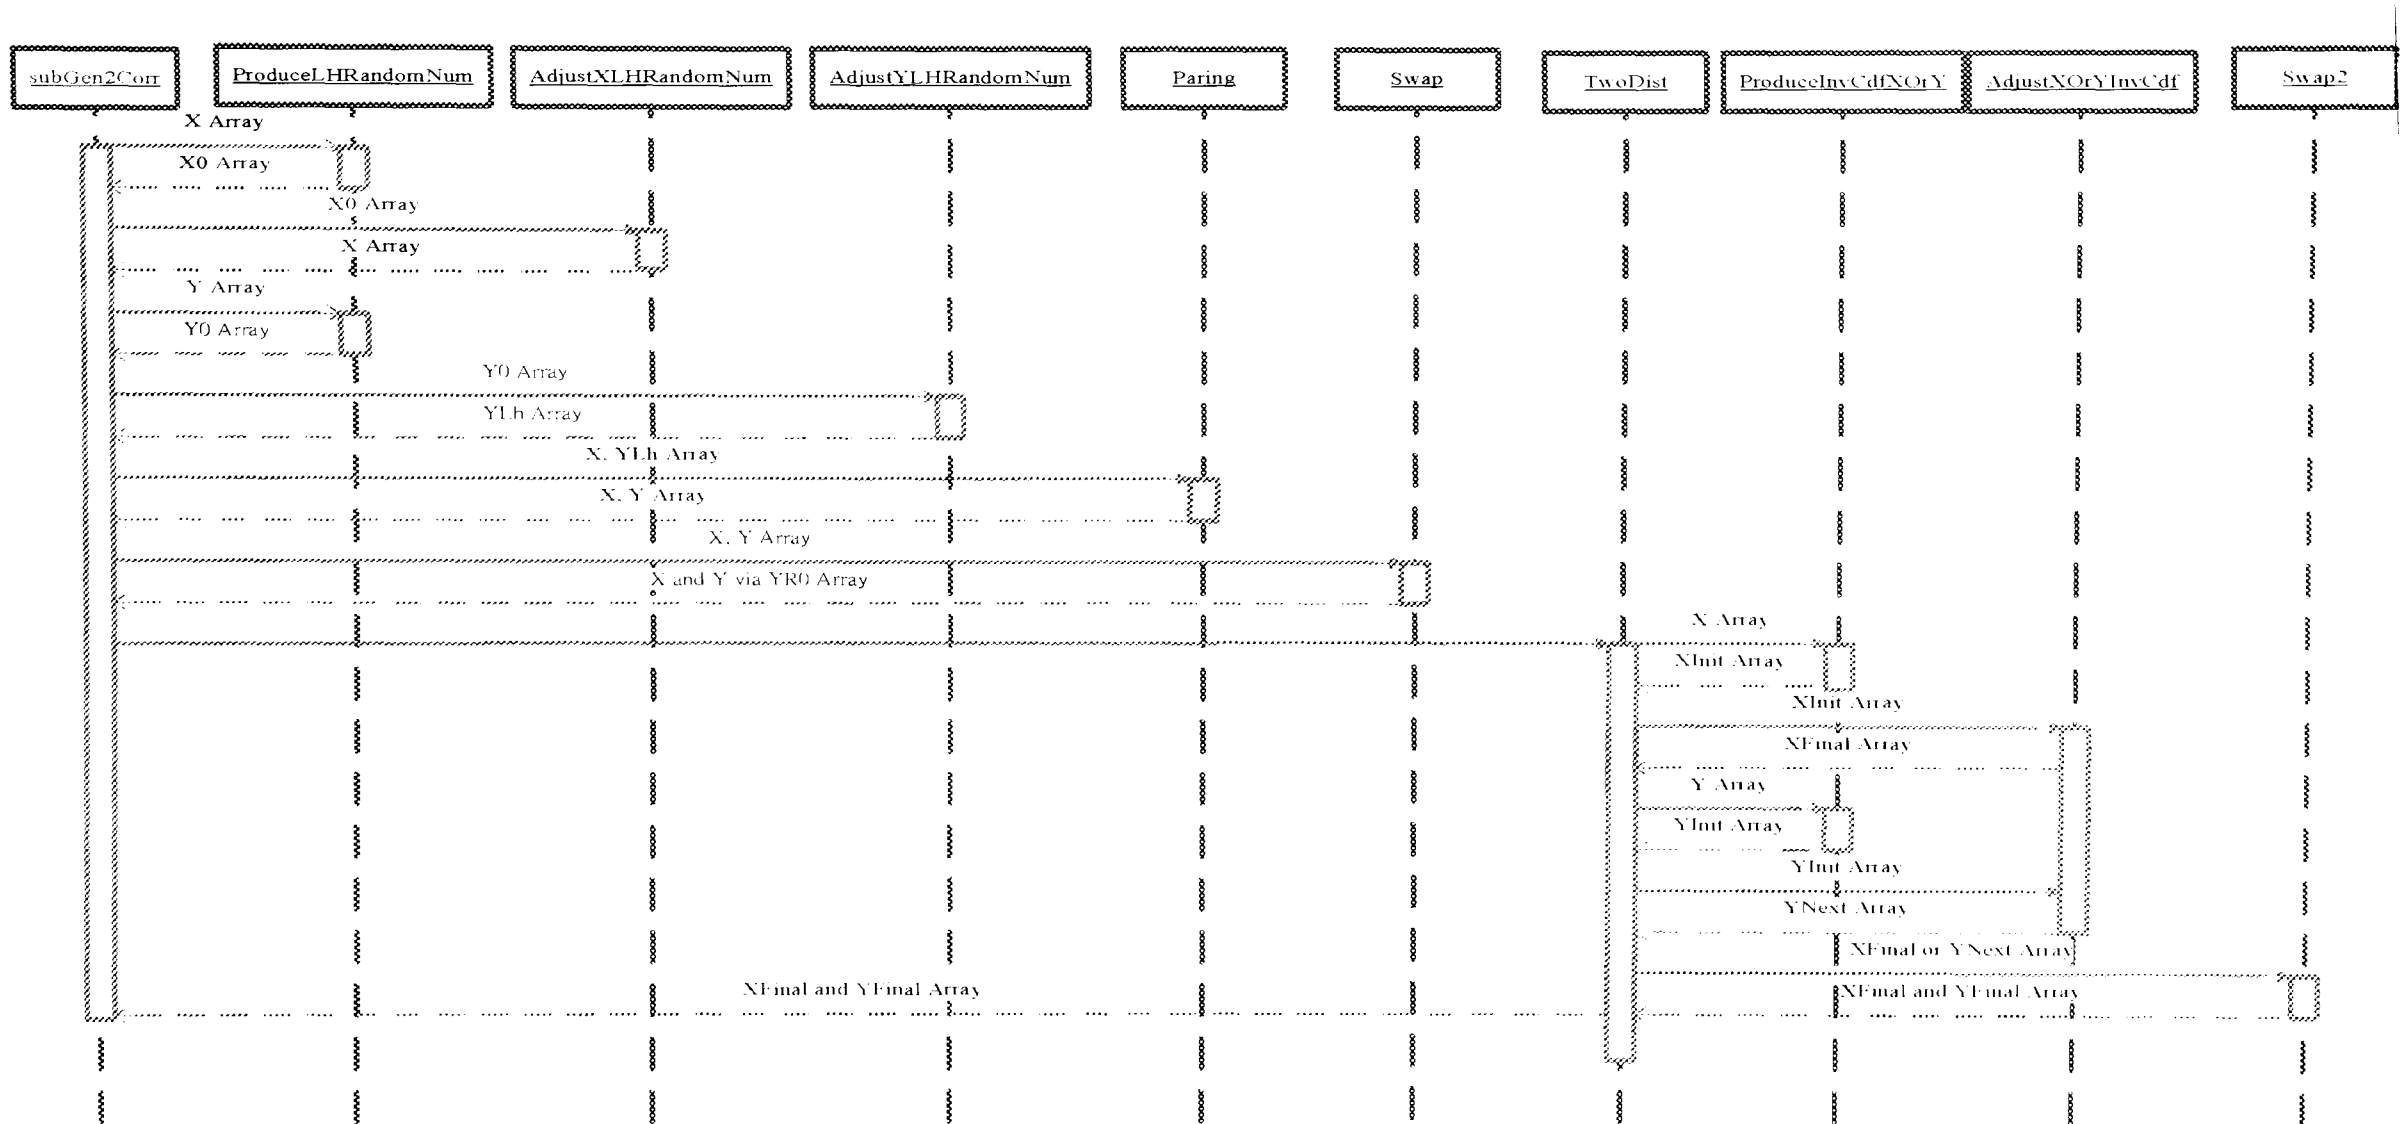 subGen2Corr
ProduceLHRandomNum
AdjustXLHRandomNum
AdjustYLHRandomNum
Paring
Swap
TwoDist
ProduceInvCdfXOrY
AdjustXOrYInvCdf
Swap2
X Array
X0 Array
X0 Array
X Array
Y Array
Y0 Array
Y0 Array
YLh Array
X, YLh Array
X, Y Array
X, Y Array
X and Y via YR0 Array
X Array
XInit Array
XInit Array
XFinal Array
Y Array
YInit Array
YInit Array
YNext Array
XFinal or YNext Array
XFinal and YFinal Array
XFinal and YFinal Array